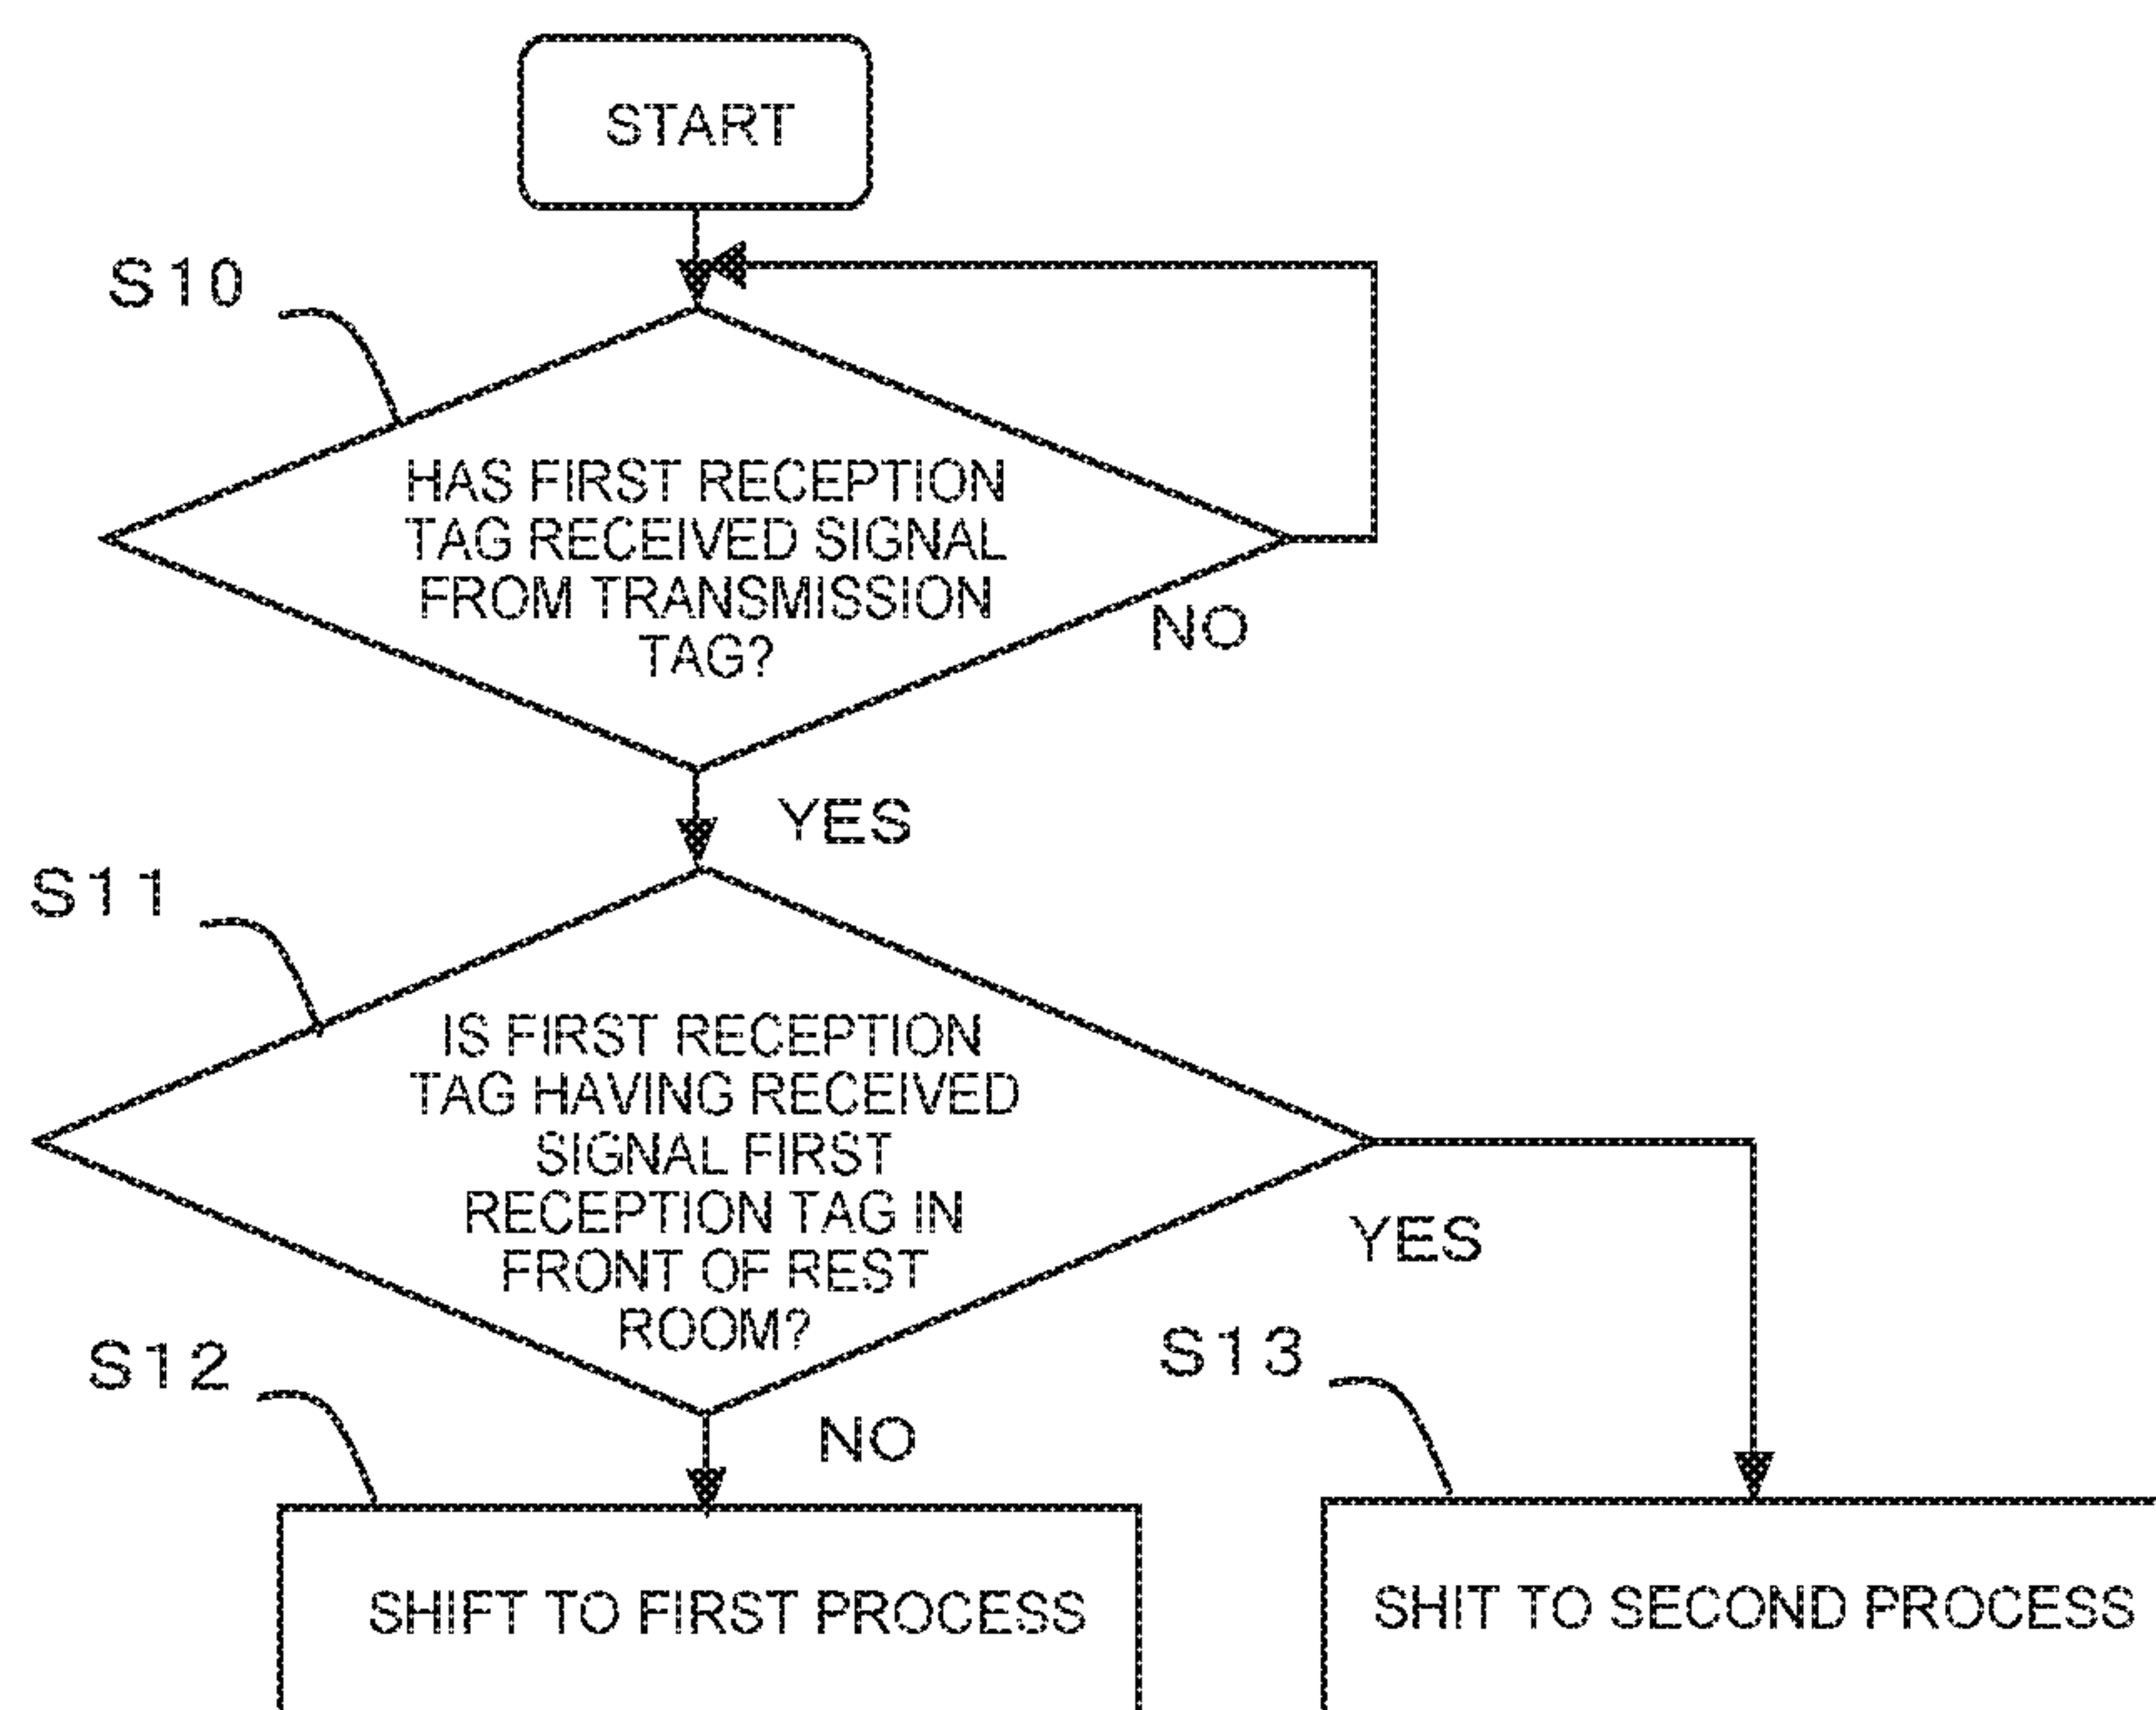 START
S10
HAS FIRST RECEPTION
TAG RECEIVED SIGNAL
FROM TRANSMISSION
TAG?
NO
YES
S11
IS FIRST RECEPTION
TAG HAVING RECEIVED
SIGNAL FIRST
RECEPTION TAG IN
FRONT OF REST
ROOM?
YES
S12
NO
S13
SHIFT TO FIRST PROCESS
SHIT TO SECOND PROCESS